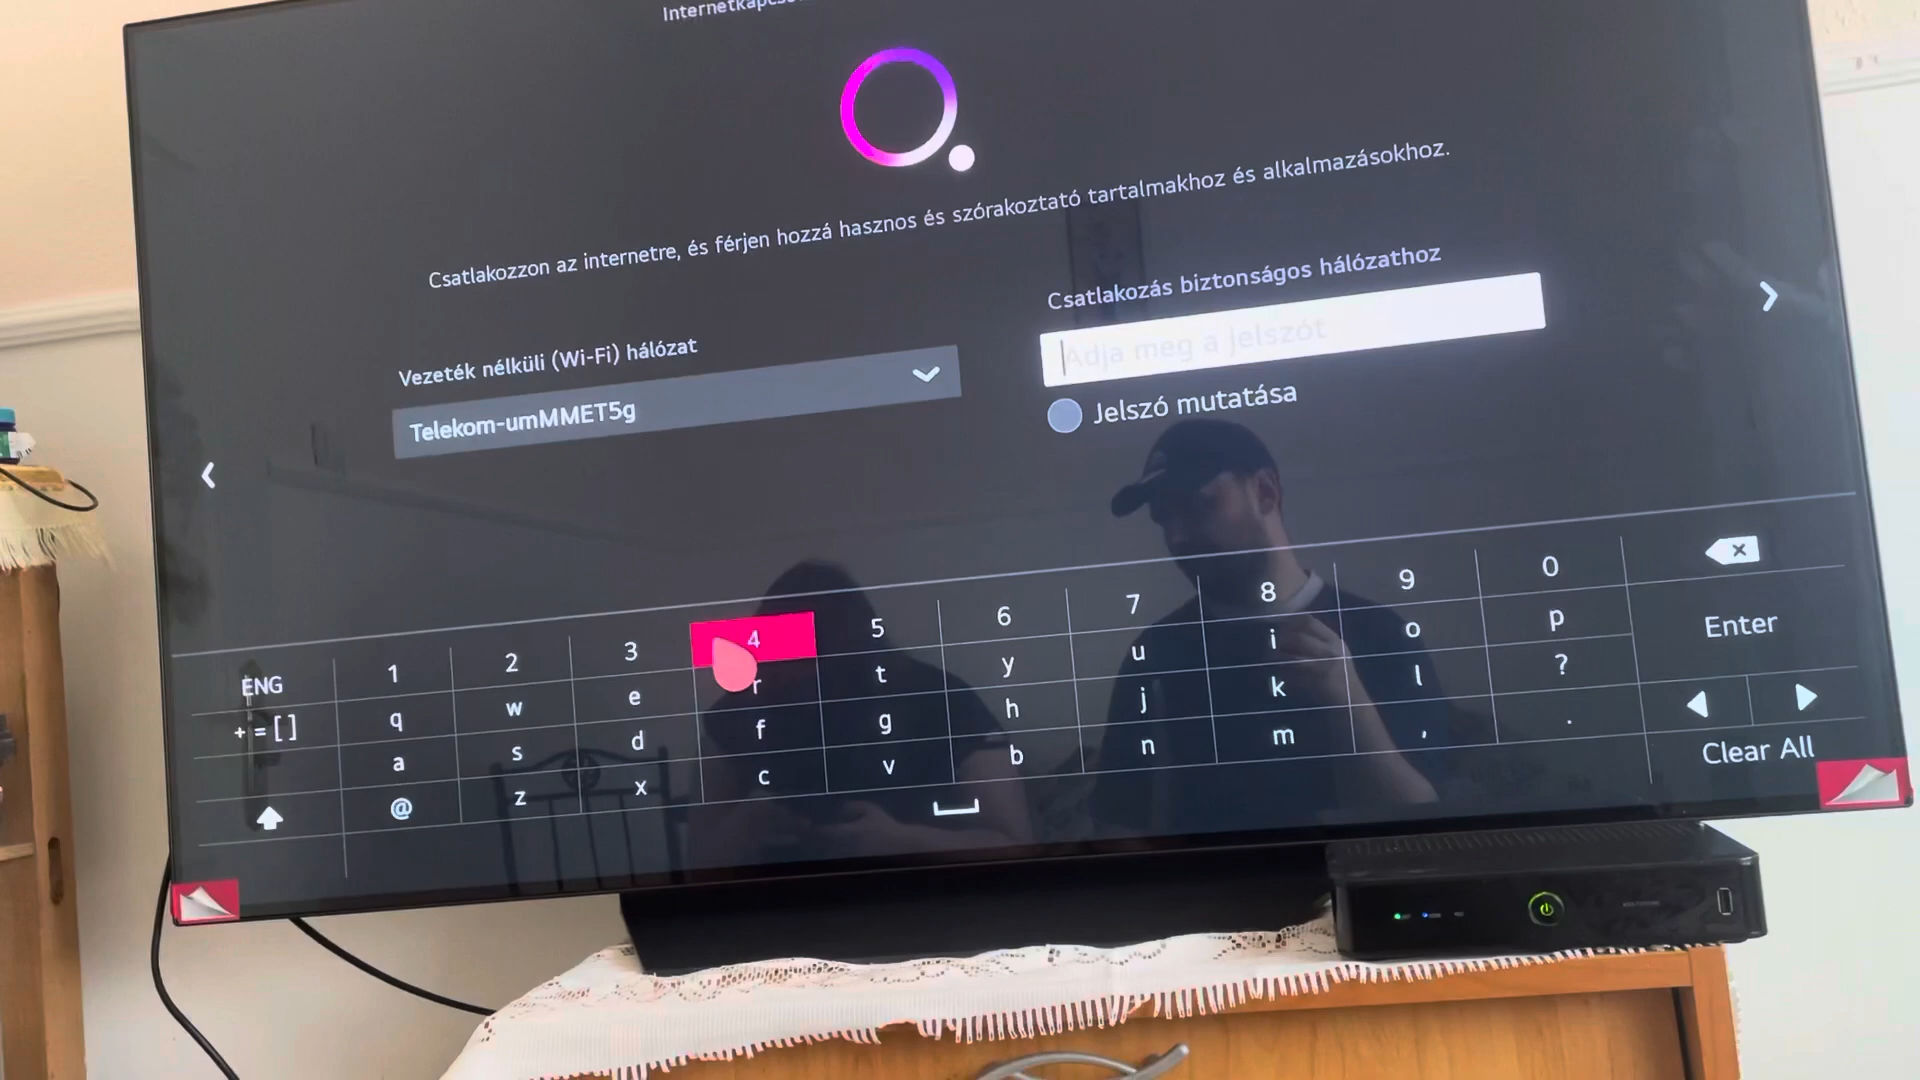 Csatlakozzon az internetre, és férjen hozzá hasznos és szórakoztató tartalmakhoz és alkalmazásokhoz.
Vezeték nélküli (Wi-Fi) hálózat
Telekom-umMMET5g
Csatlakozás biztonságos hálózathoz
Adja meg a jelszót
Jelszó mutatása
ENG 1 2 3 4 5 6 7 8 9 0
+ = [ ] q w e r t y u i o p Enter
a s d f g h j k l ?
@ z x c v b n m , . Clear All